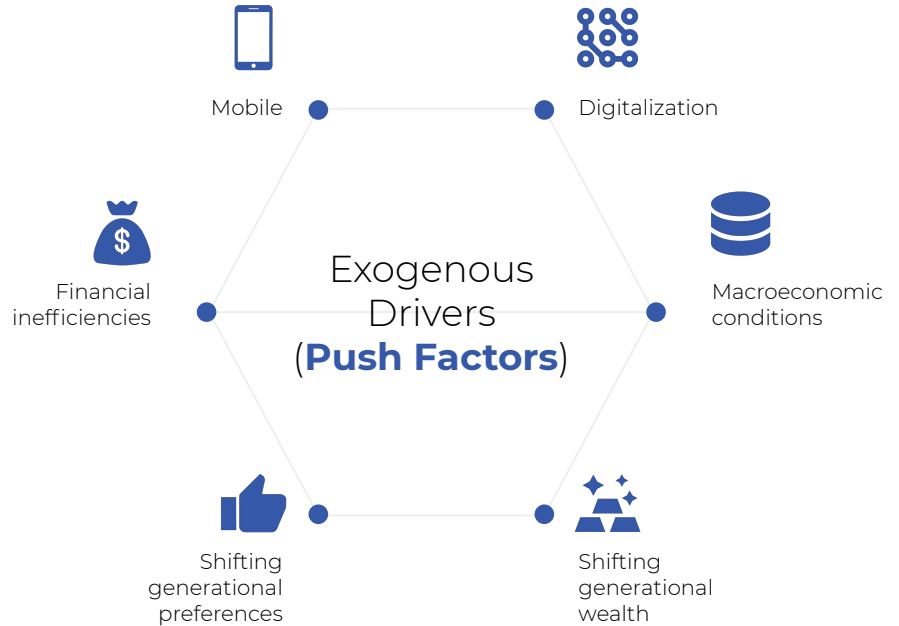 Mobile
Digitalization
$
Financial
inefficiencies
Exogenous
Drivers
(Push Factors)
Macroeconomic
conditions
Shifting
generational
preferences
Shifting
generational
wealth